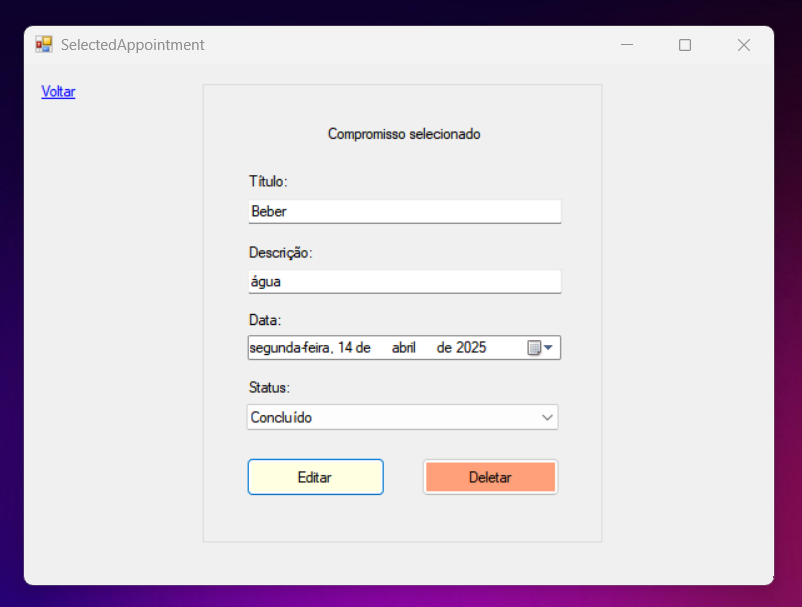 SelectedAppointment
Voltar
Compromisso selecionado
Título:
Beber
Descrição:
água
Data:
segunda-feira, 14 de abril de 2025
Status:
Concluído
Editar Deletar